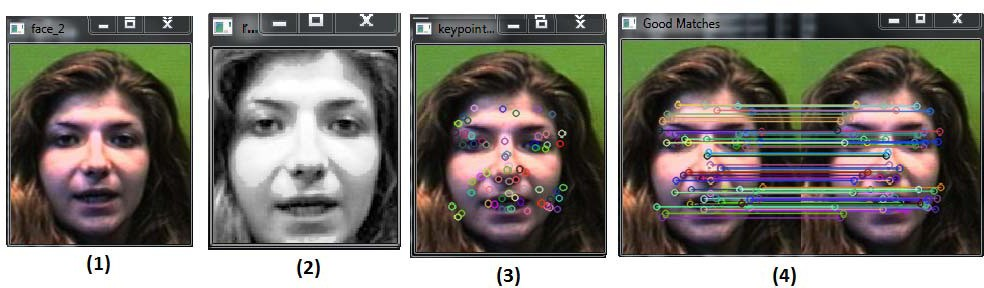 face_2
r...
keypoint...
Good Matches
(1)
(2)
(3)
(4)